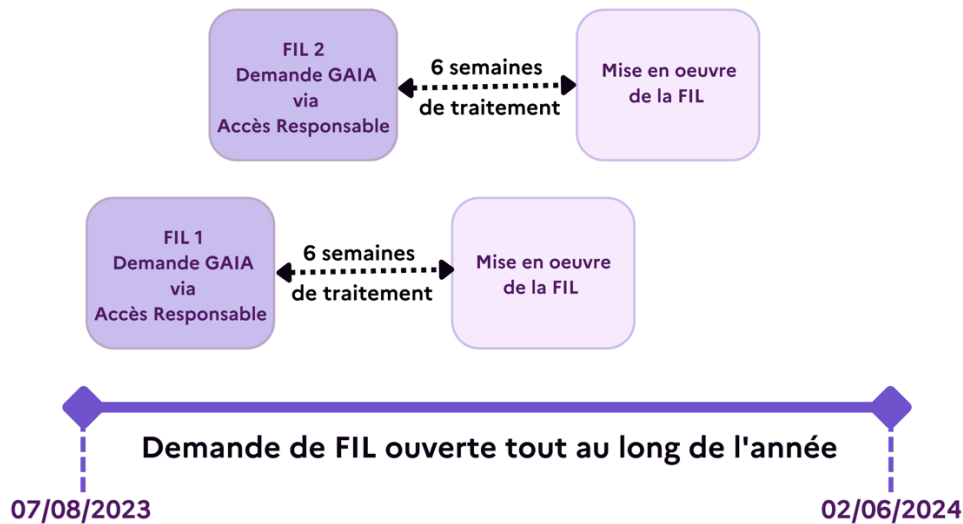 FIL 2
Demande GAIA
via
Accès Responsable
6 semaines
de traitement
Mise en oeuvre
de la FIL
FIL 1
Demande GAIA
via
Accès Responsable
6 semaines
de traitement
Mise en oeuvre
de la FIL
Demande de FIL ouverte tout au long de l'année
07/08/2023
02/06/2024